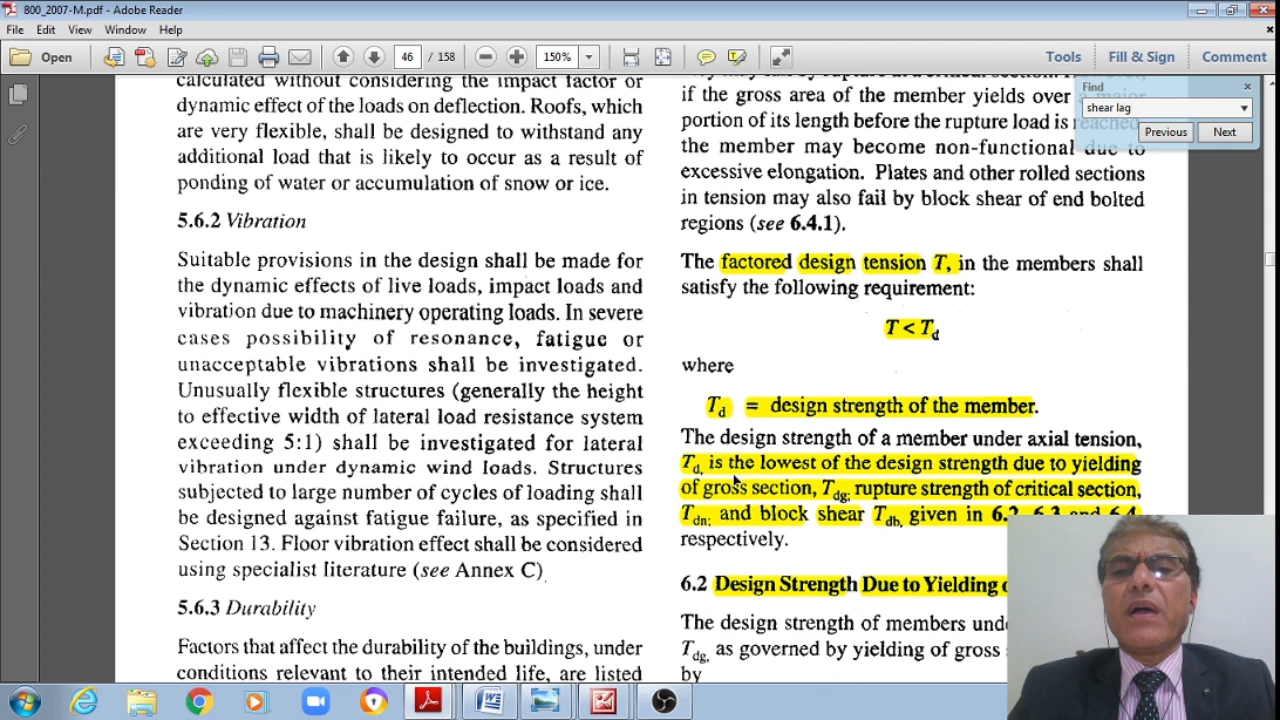 800_2007-M.pdf - Adobe Reader
File Edit View Window Help
Open 46 / 158 150% Tools Fill & Sign Comment
Find
shear lag
Previous Next
calculated without considering the impact factor or
dynamic effect of the loads on deflection. Roofs, which
are very flexible, shall be designed to withstand any
additional load that is likely to occur as a result of
ponding of water or accumulation of snow or ice.
5.6.2 Vibration
Suitable provisions in the design shall be made for
the dynamic effects of live loads, impact loads and
vibration due to machinery operating loads. In severe
cases possibility of resonance, fatigue or
unacceptable vibrations shall be investigated.
Unusually flexible structures (generally the height
to effective width of lateral load resistance system
exceeding 5:1) shall be investigated for lateral
vibration under dynamic wind loads. Structures
subjected to large number of cycles of loading shall
be designed against fatigue failure, as specified in
Section 13. Floor vibration effect shall be considered
using specialist literature (see Annex C)
5.6.3 Durability
Factors that affect the durability of the buildings, under
conditions relevant to their intended life, are listed
if the gross area of the member yields over a major
portion of its length before the rupture load is reached,
the member may become non-functional due to
excessive elongation. Plates and other rolled sections
in tension may also fail by block shear of end bolted
regions (see 6.4.1).
The factored design tension T, in the members shall
satisfy the following requirement:
T < Td
where
Td = design strength of the member.
The design strength of a member under axial tension,
Td, is the lowest of the design strength due to yielding
of gross section, Tdg; rupture strength of critical section,
Tdn; and block shear Tdb, given in 6.2, 6.3 and 6.4
respectively.
6.2 Design Strength Due to Yielding
The design strength of members
Tdg, as governed by yielding of gross
by